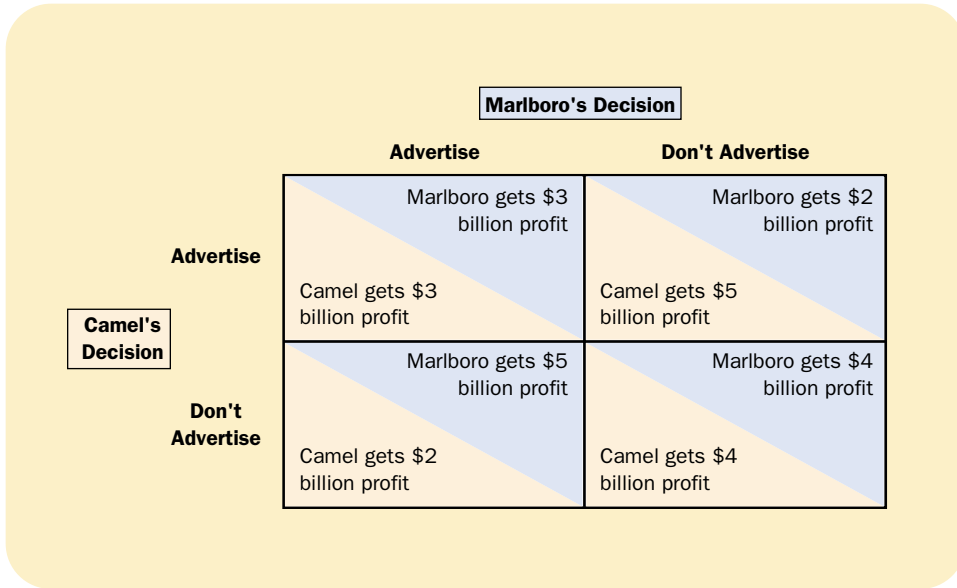 Marlboro's Decision
Advertise
Don't Advertise
Marlboro gets $3
billion profit
Marlboro gets $2
billion profit
Advertise
Camel gets $3
billion profit
Camel gets $5
billion profit
Camel's
Decision
Marlboro gets $5
billion profit
Marlboro gets $4
billion profit
Don't
Advertise
Camel gets $2
billion profit
Camel gets $4
billion profit